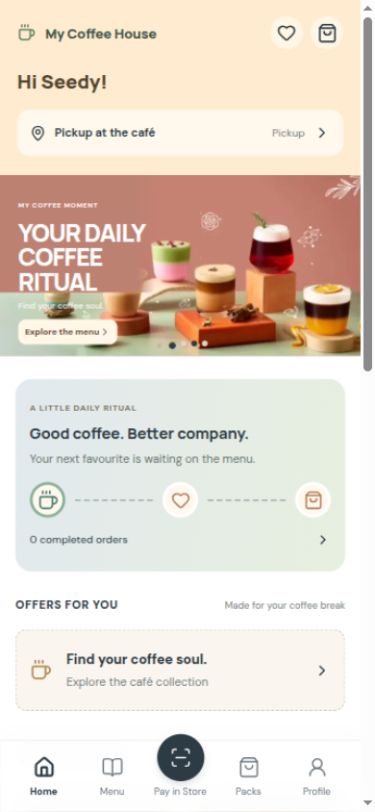 My Coffee House
Hi Seedy!
Pickup at the café
Pickup
MY COFFEE MOMENT
YOUR DAILY
COFFEE
RITUAL
Find your coffee soul.
Explore the menu
A LITTLE DAILY RITUAL
Good coffee. Better company.
Your next favourite is waiting on the menu.
0 completed orders
OFFERS FOR YOU
Made for your coffee break
Find your coffee soul.
Explore the café collection
Home
Menu
Pay in Store
Packs
Profile